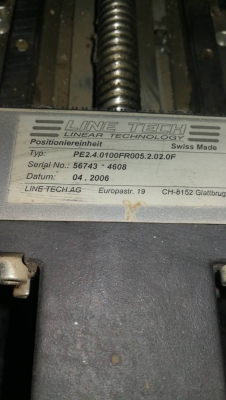 LINE TECH
LINEAR TECHNOLOGY
Positioniereinheit Swiss Made
Typ: PE2.4.0100FR005.2.02.0F
Serial No.: 56743 - 4608
Datum: 04 . 2006
LINE TECH AG Europastr. 19 CH-8152 Glattbrug